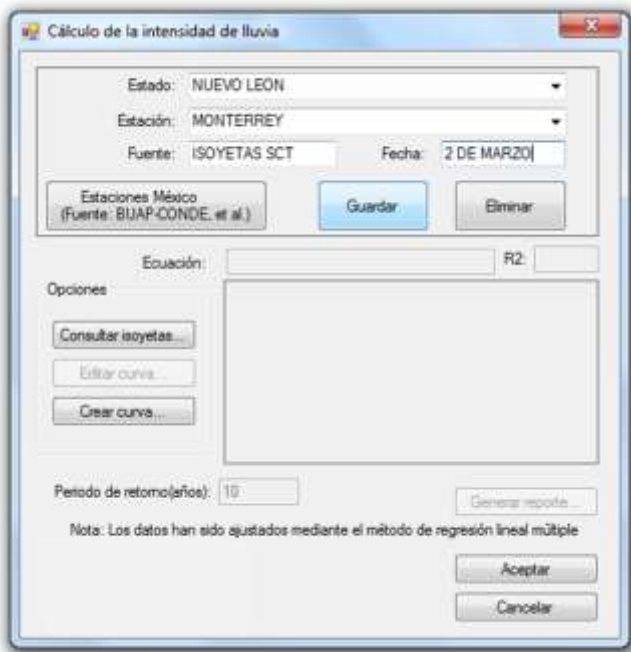 Cálculo de la intensidad de lluvia
Estado: NUEVO LEON
Estación: MONTERREY
Fuente: ISOYETAS SCT Fecha: 2 DE MARZO
Estaciones México
(Fuente: BUAP-CONDE, et al.)
Guardar Eliminar
Ecuación: R2:
Opciones
Consultar isoyetas...
Editar curva...
Crear curva...
Periodo de retorno(años): 10
Generar reporte...
Nota: Los datos han sido ajustados mediante el método de regresión lineal múltiple
Aceptar
Cancelar